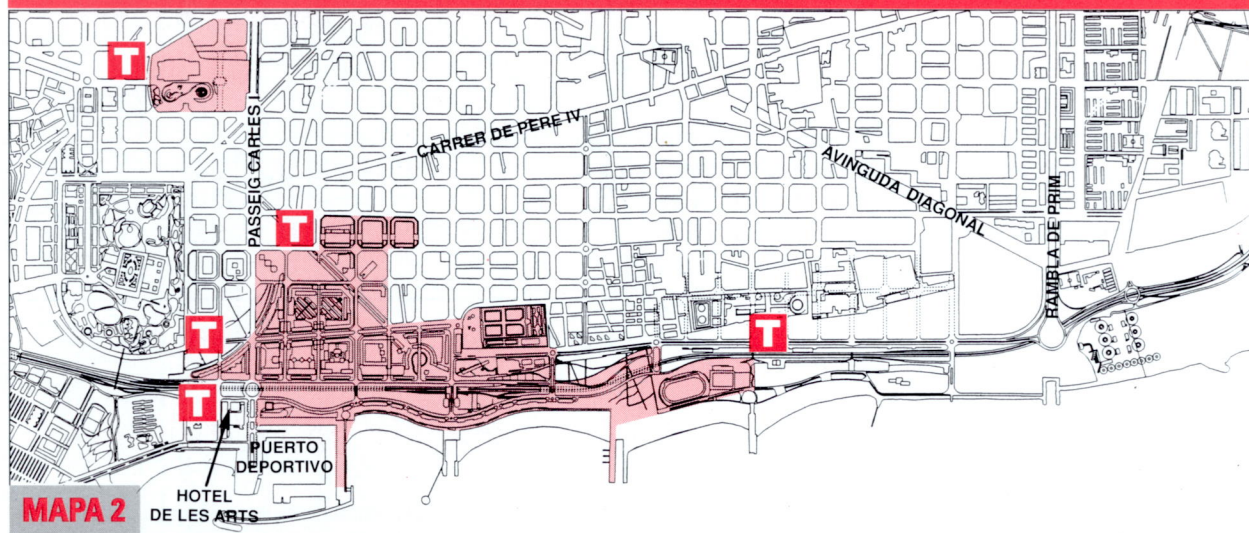 T
PASSEIG CARLES I
CARRER DE PERE IV
AVINGUDA DIAGONAL
RAMBLA DE PRIM
T
T
T
T
PUERTO
DEPORTIVO
HOTEL
DE LES ARTS
MAPA 2